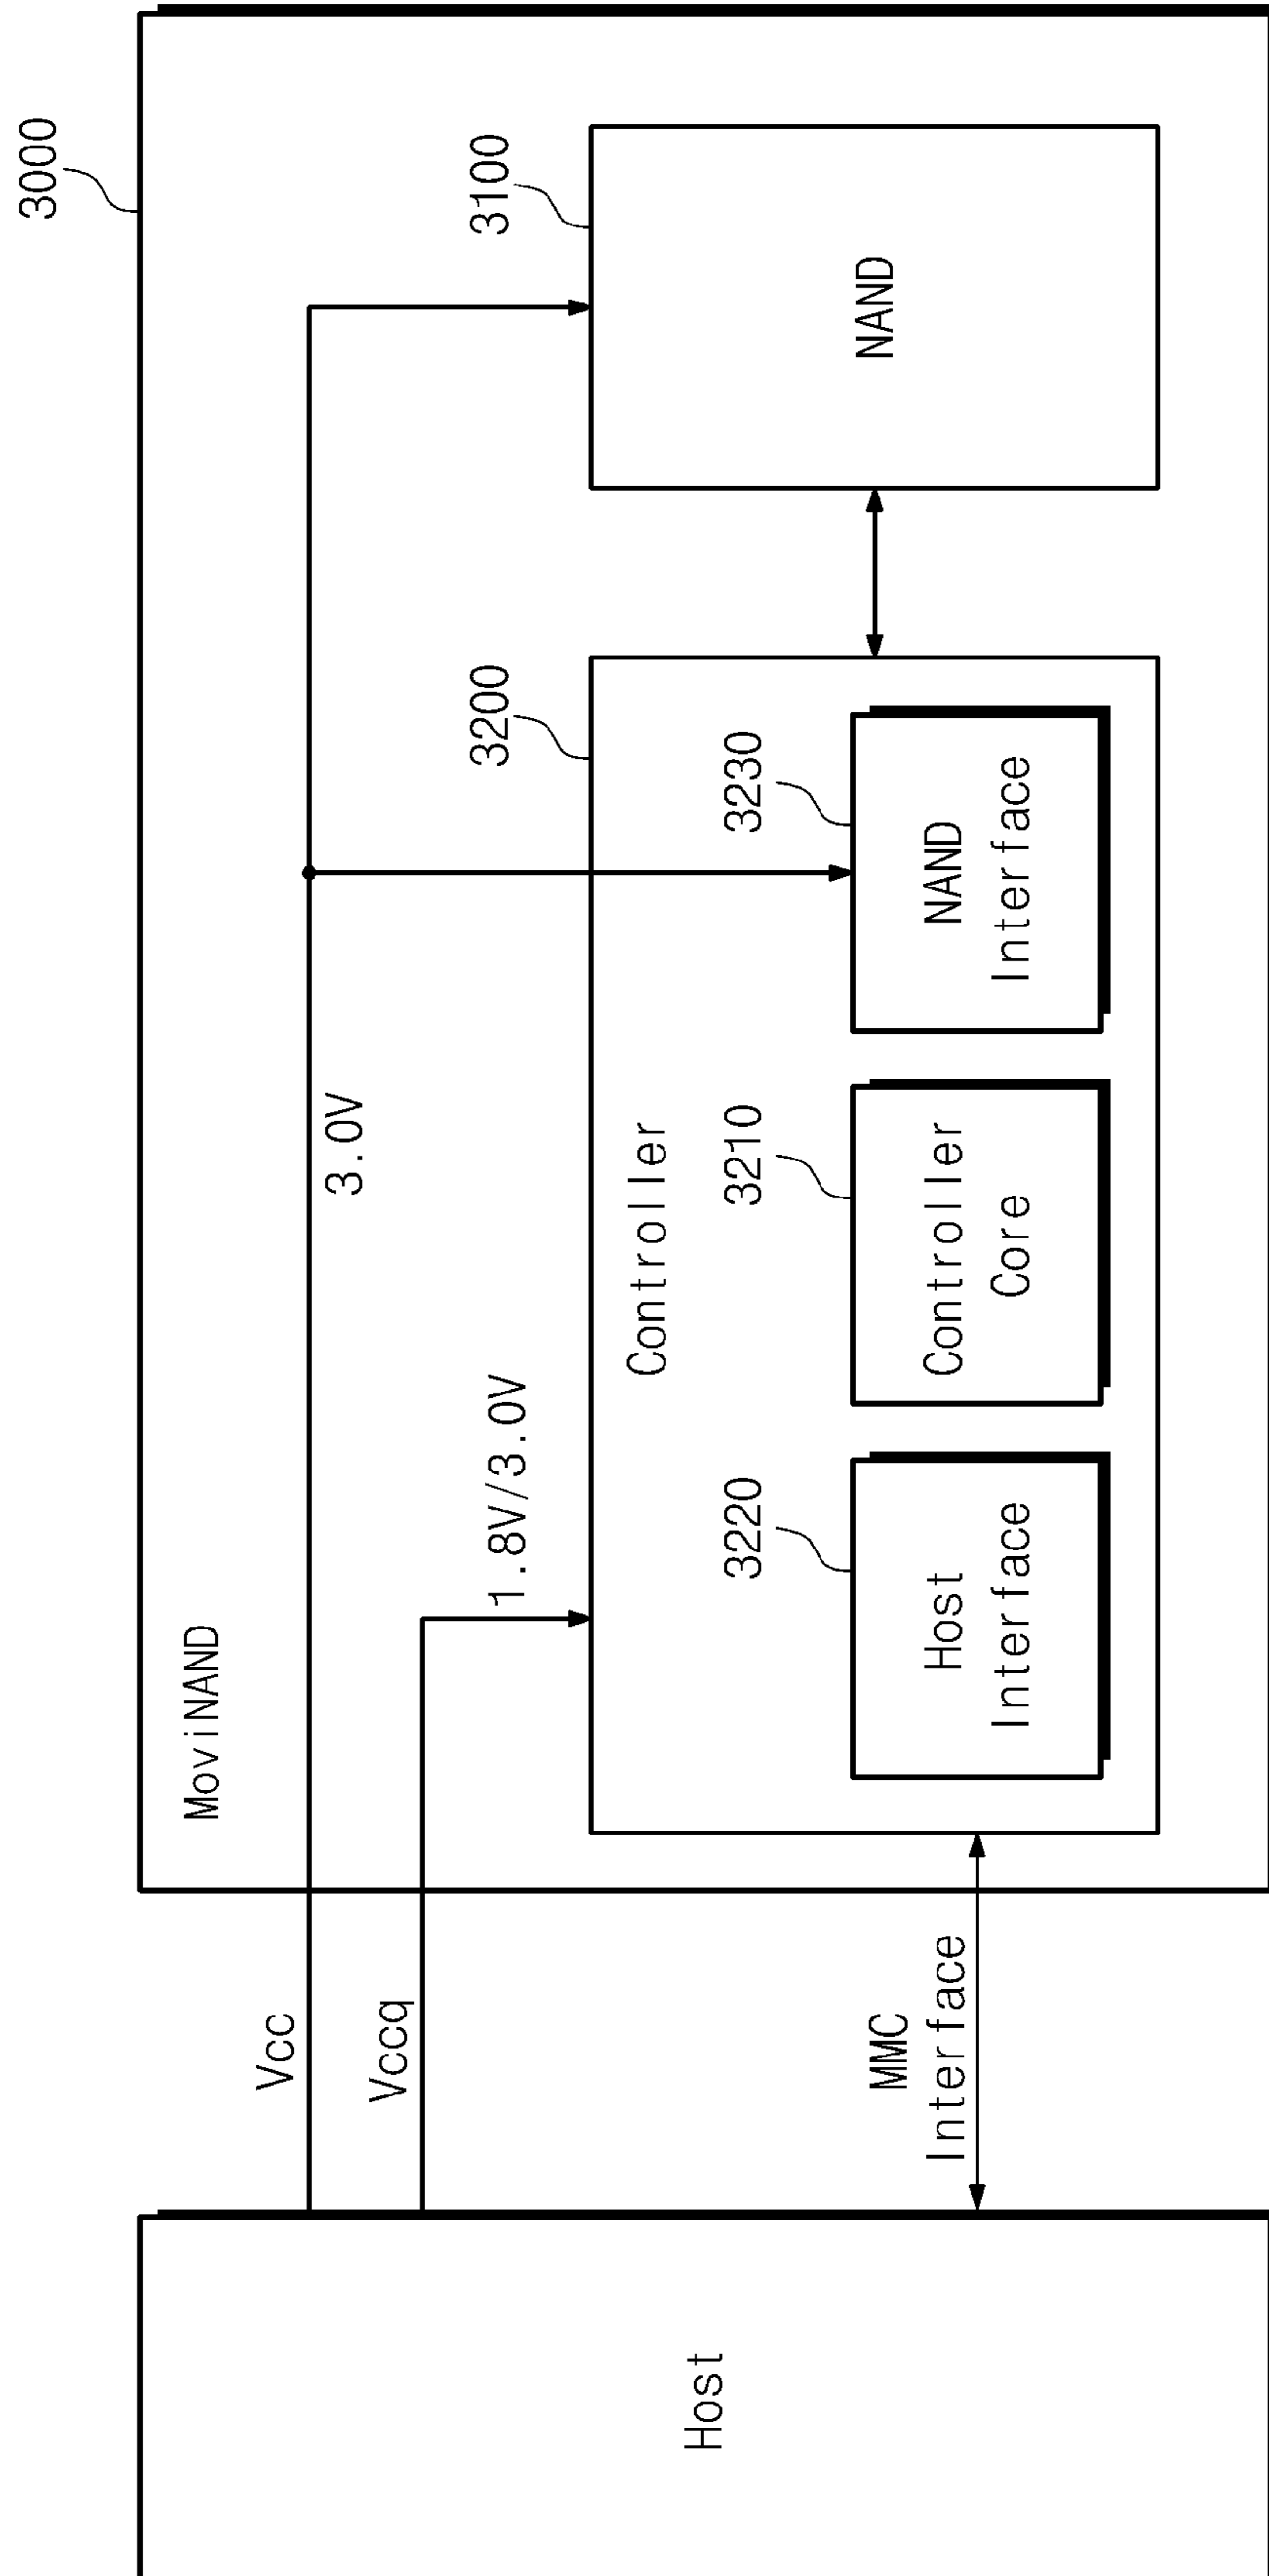 3000
MoviNAND
Vcc
3.0V
Vccq
1.8V/3.0V
3200
3100
Controller
3220
3210
3230
Host
MMC
Interface
Host
Interface
Controller
Core
NAND
Interface
NAND